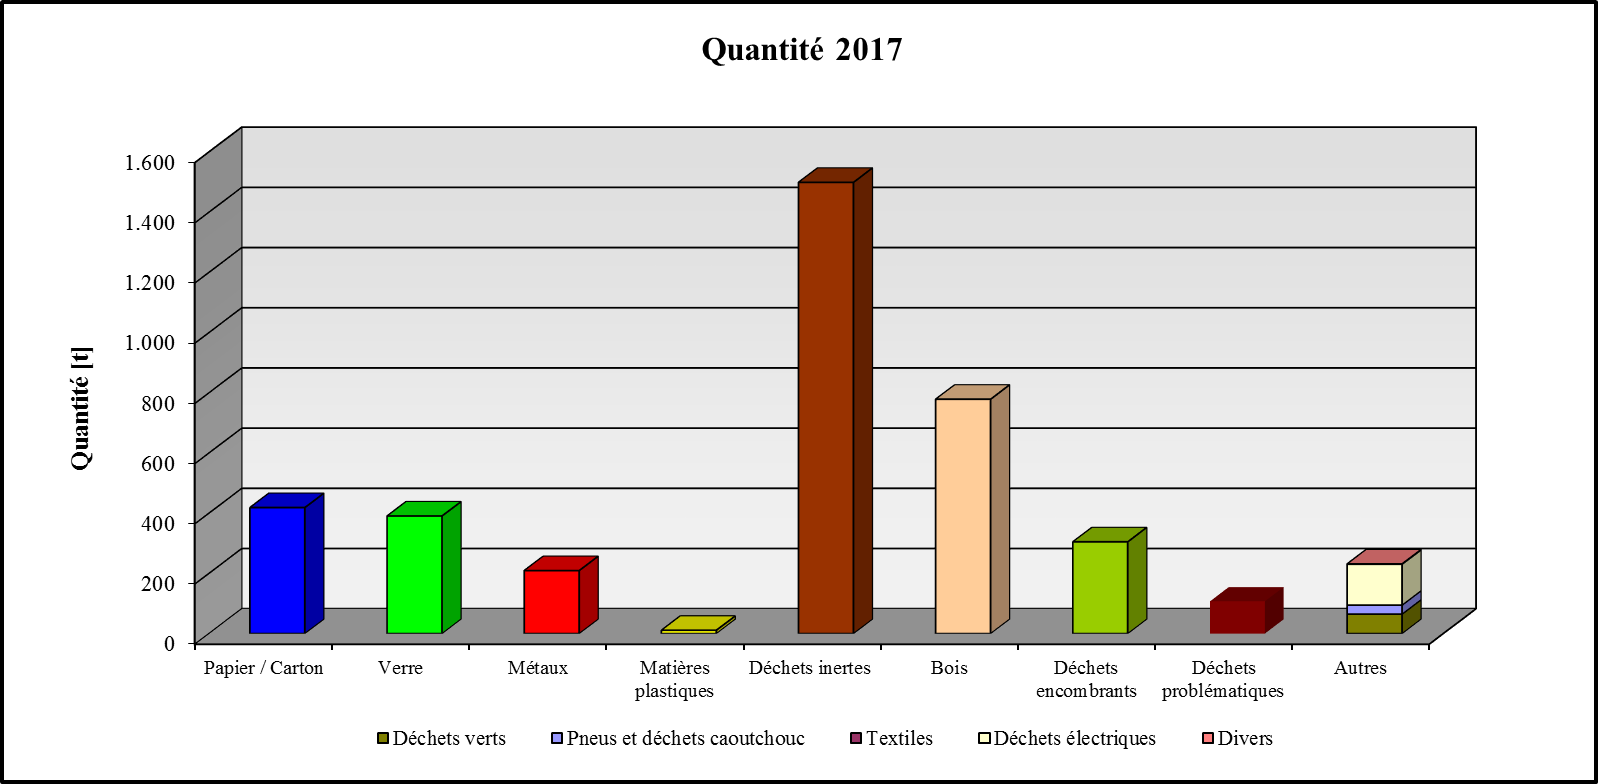 Quantité 2017
Quantité [t]
1.600
1.400
1.200
1.000
800
600
400
200
0
Papier / Carton
Verre
Métaux
Matières
plastiques
Déchets inertes
Bois
Déchets
encombrants
Déchets
problématiques
Autres
Déchets verts
Pneus et déchets caoutchouc
Textiles
Déchets électriques
Divers